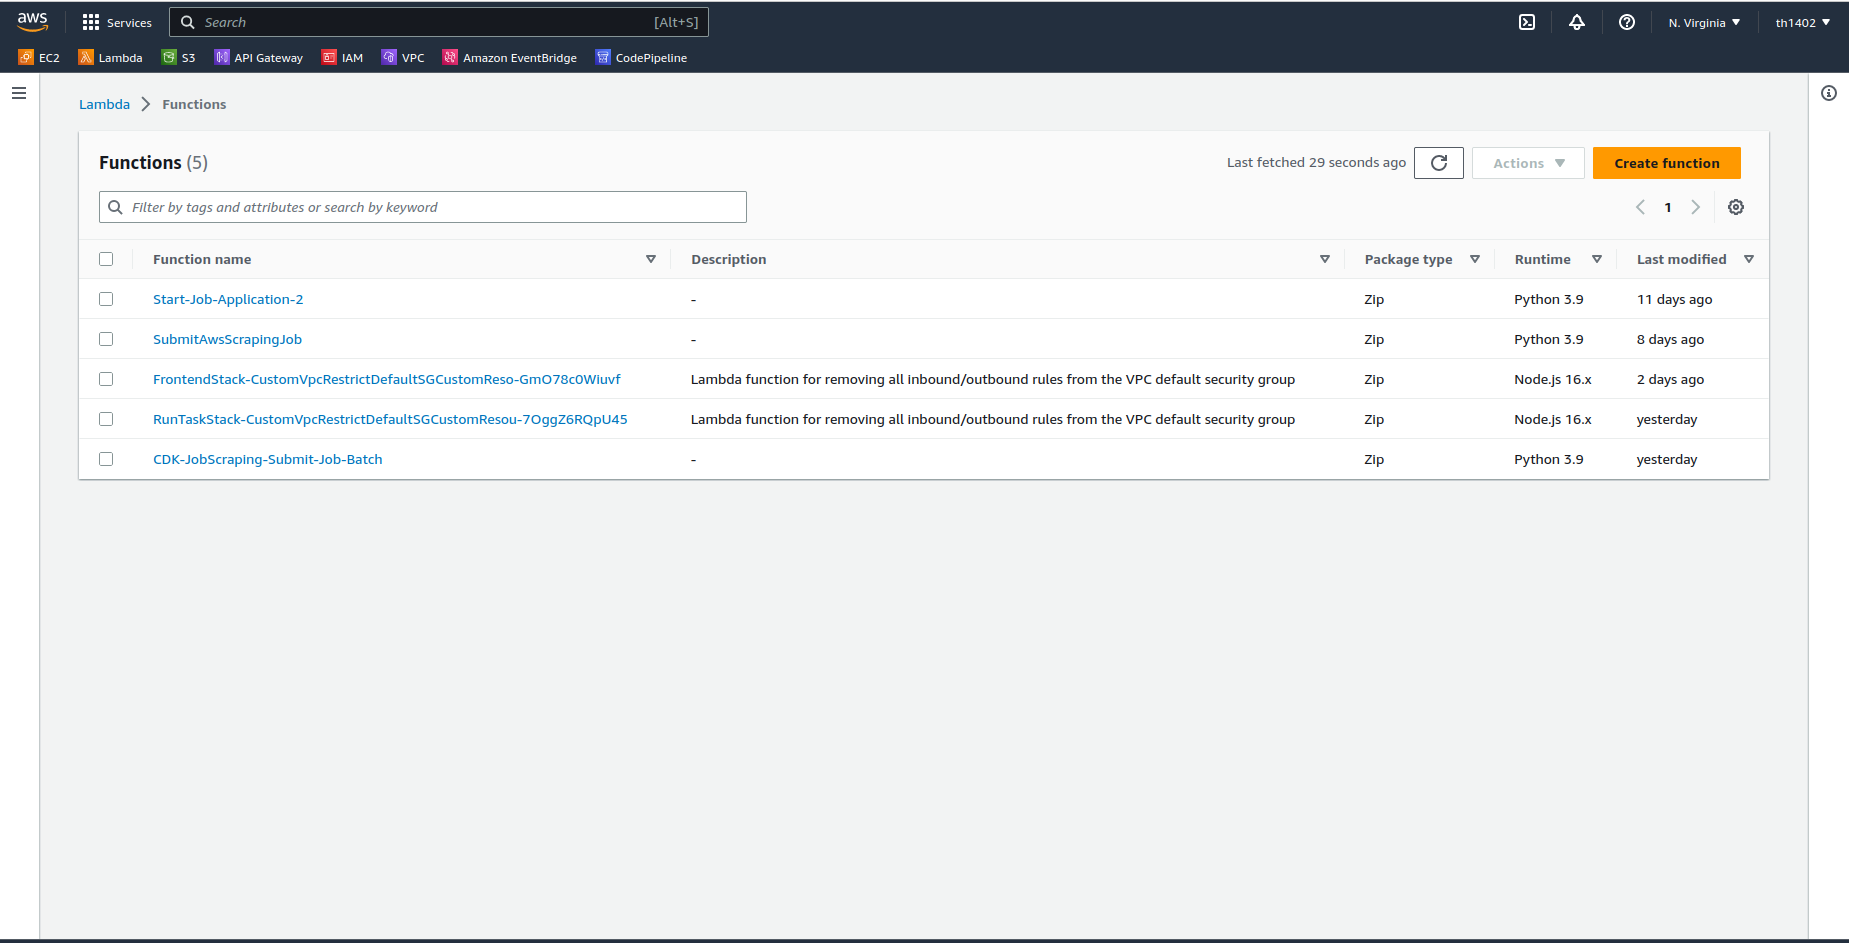 aws Services Search [Alt+S] N. Virginia th1402
EC2 Lambda S3 API Gateway IAM VPC Amazon EventBridge CodePipeline
Lambda Functions
Functions (5) Last fetched 29 seconds ago Actions Create function
Filter by tags and attributes or search by keyword 1
Function name Description Package type Runtime Last modified
Start-Job-Application-2 - Zip Python 3.9 11 days ago
SubmitAwsScrapingJob - Zip Python 3.9 8 days ago
FrontendStack-CustomVpcRestrictDefaultSGCustomReso-GmO78c0Wiuvf Lambda function for removing all inbound/outbound rules from the VPC default security group Zip Node.js 16.x 2 days ago
RunTaskStack-CustomVpcRestrictDefaultSGCustomResou-7OggZ6RQpU45 Lambda function for removing all inbound/outbound rules from the VPC default security group Zip Node.js 16.x yesterday
CDK-JobScraping-Submit-Job-Batch - Zip Python 3.9 yesterday